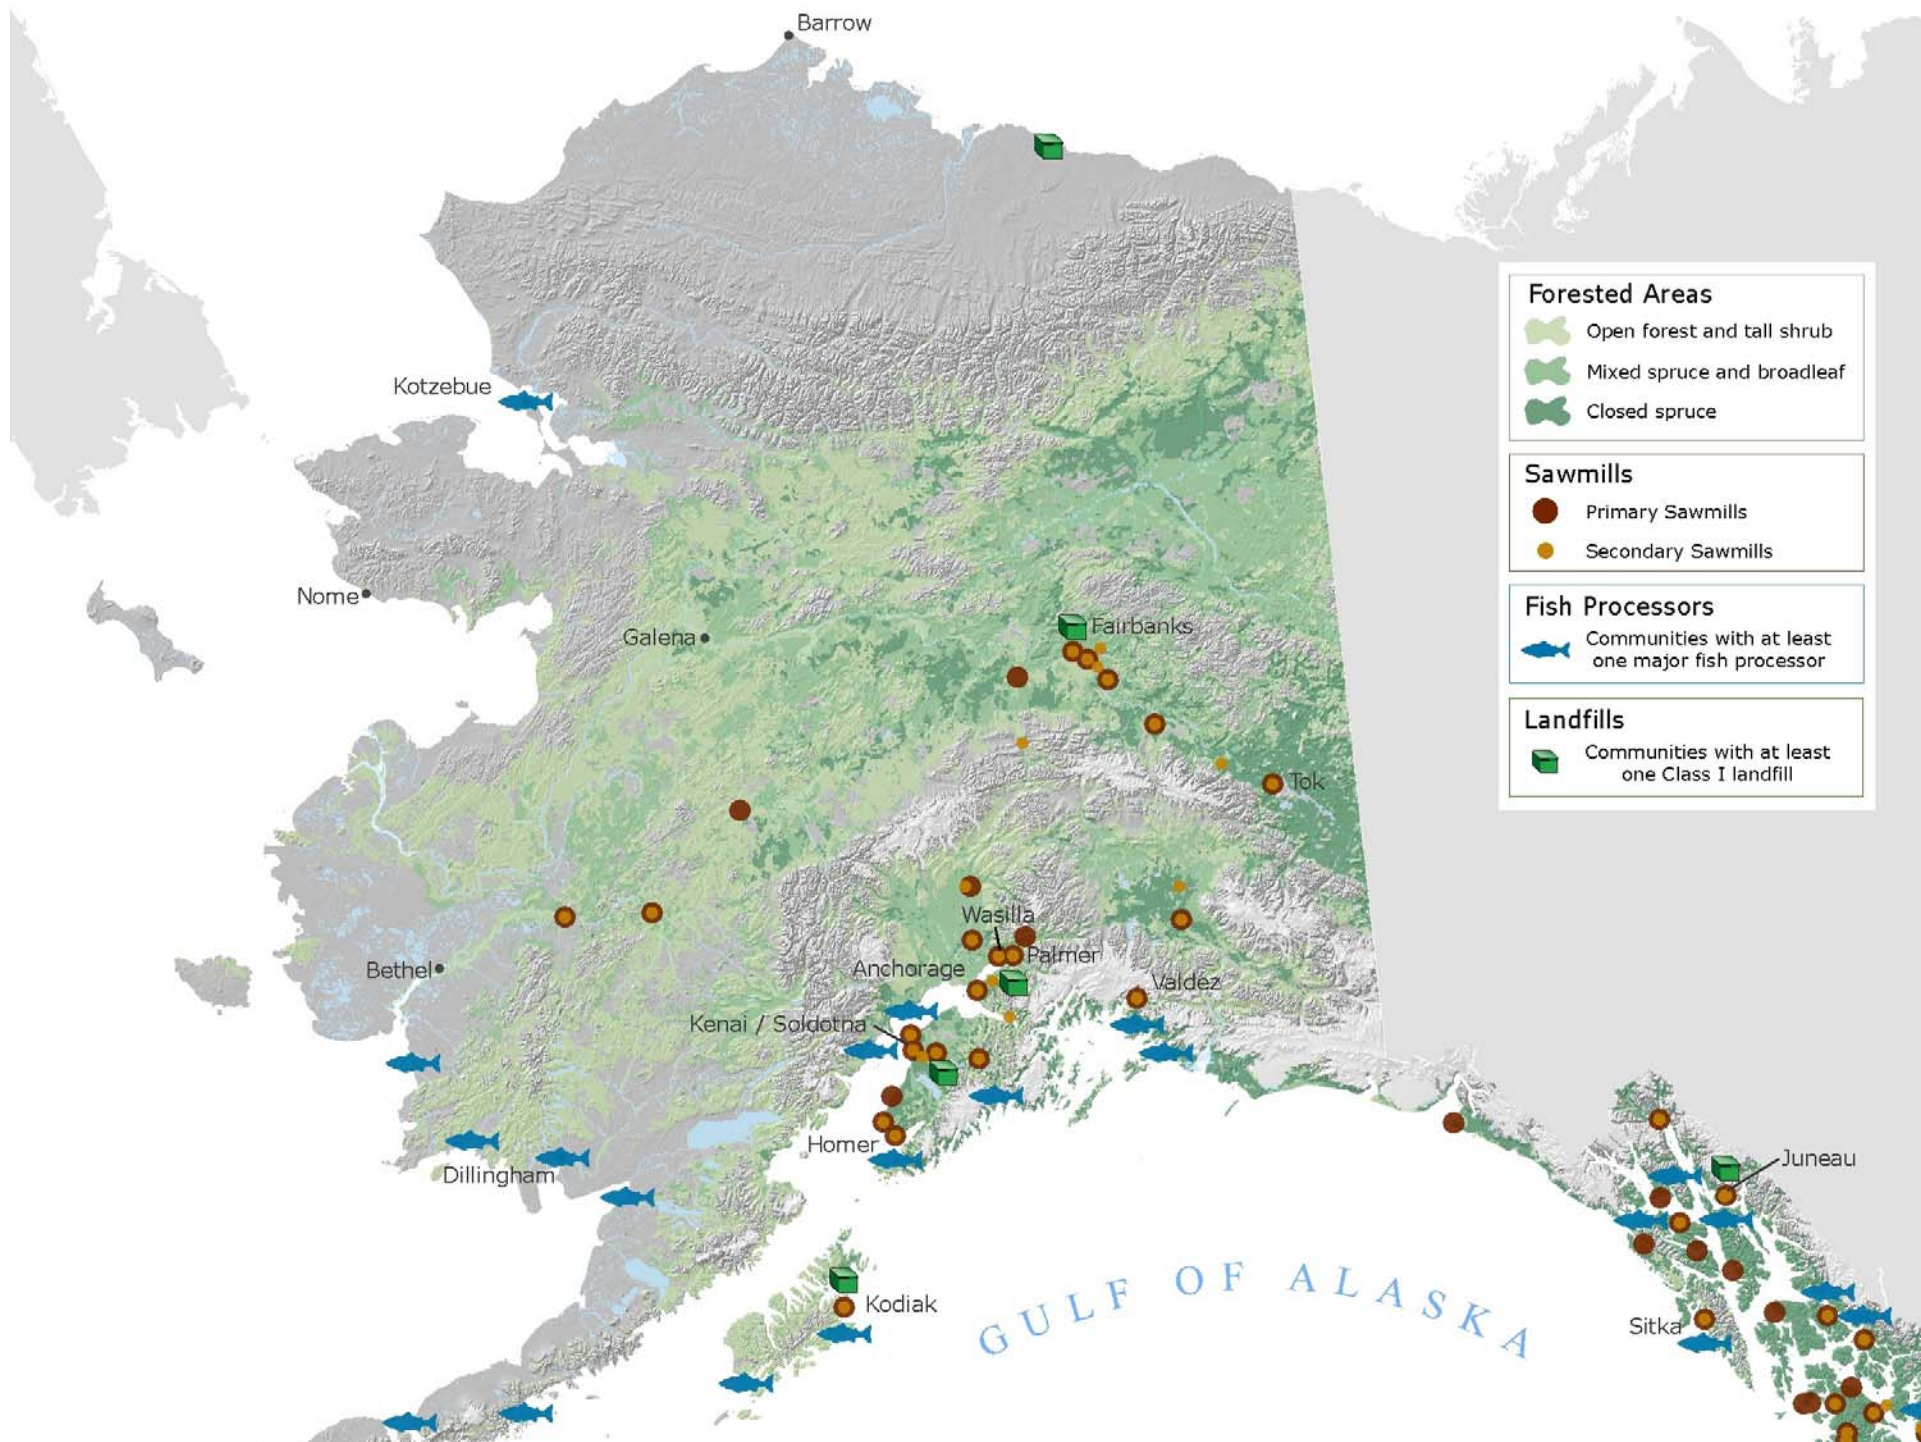 Barrow
Kotzebue
Nome
Galena
Fairbanks
Tok
Wasilla
Palmer
Bethel
Anchorage
Valdez
Kenai / Soldotna
Homer
Dillingham
Kodiak
Juneau
Sitka
GULF OF ALASKA
Forested Areas
Open forest and tall shrub
Mixed spruce and broadleaf
Closed spruce
Sawmills
Primary Sawmills
Secondary Sawmills
Fish Processors
Communities with at least
one major fish processor
Landfills
Communities with at least
one Class I landfill